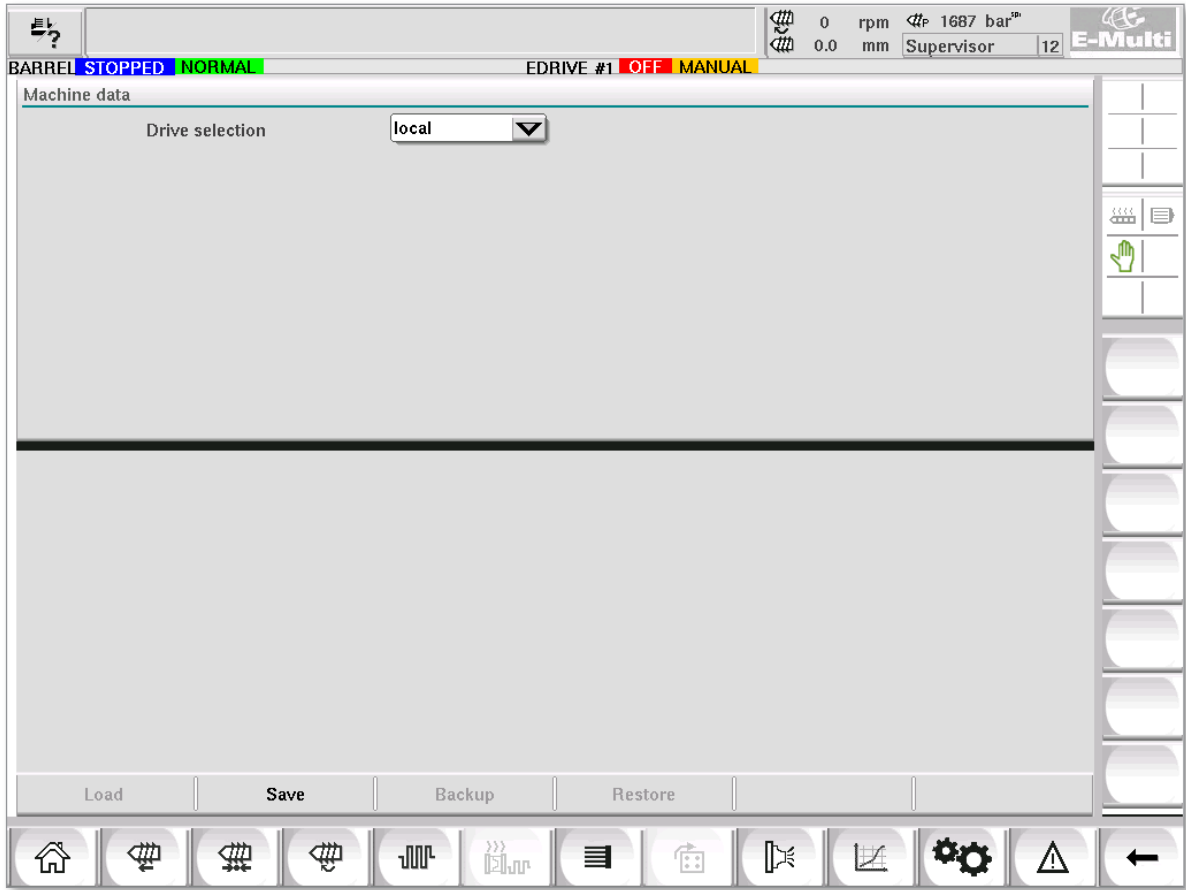 0 rpm P 1687 bar sp.
0.0 mm Supervisor 12 E-Multi
BARREL STOPPED NORMAL EDRIVE #1 OFF MANUAL
Machine data
Drive selection local
Load Save Backup Restore